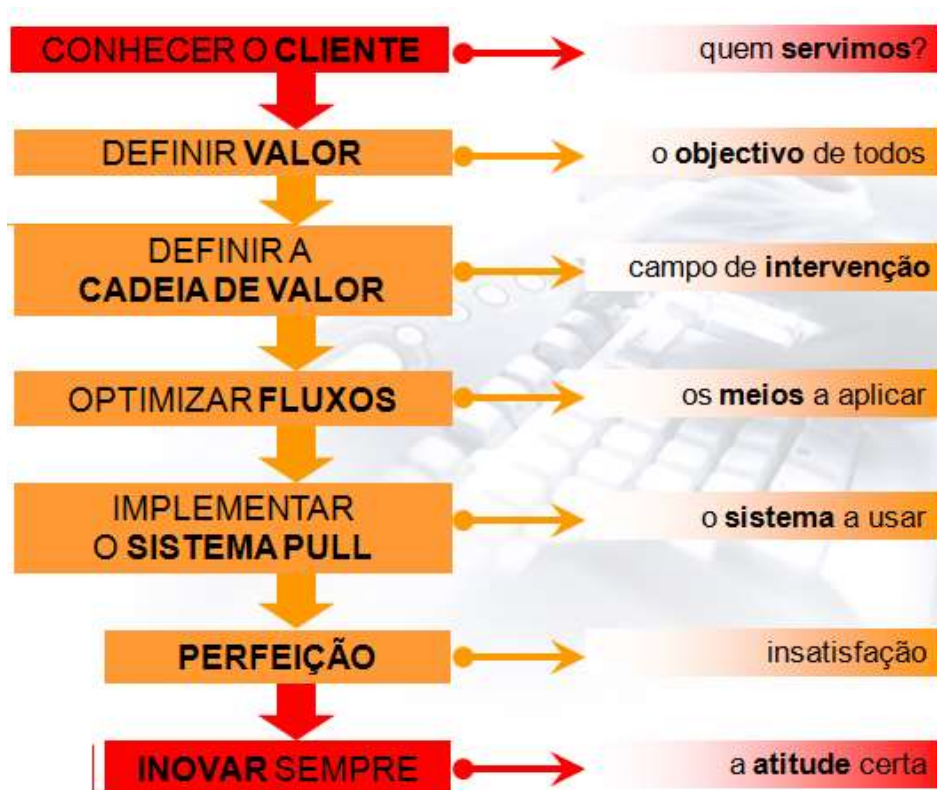 CONHECER O CLIENTE
quem servimos?
DEFINIR VALOR
o objectivo de todos
DEFINIR A
CADEIA DE VALOR
campo de intervenção
OPTIMIZAR FLUXOS
os meios a aplicar
IMPLEMENTAR
O SISTEMA PULL
o sistema a usar
PERFEIÇÃO
insatisfação
INOVAR SEMPRE
a atitude certa